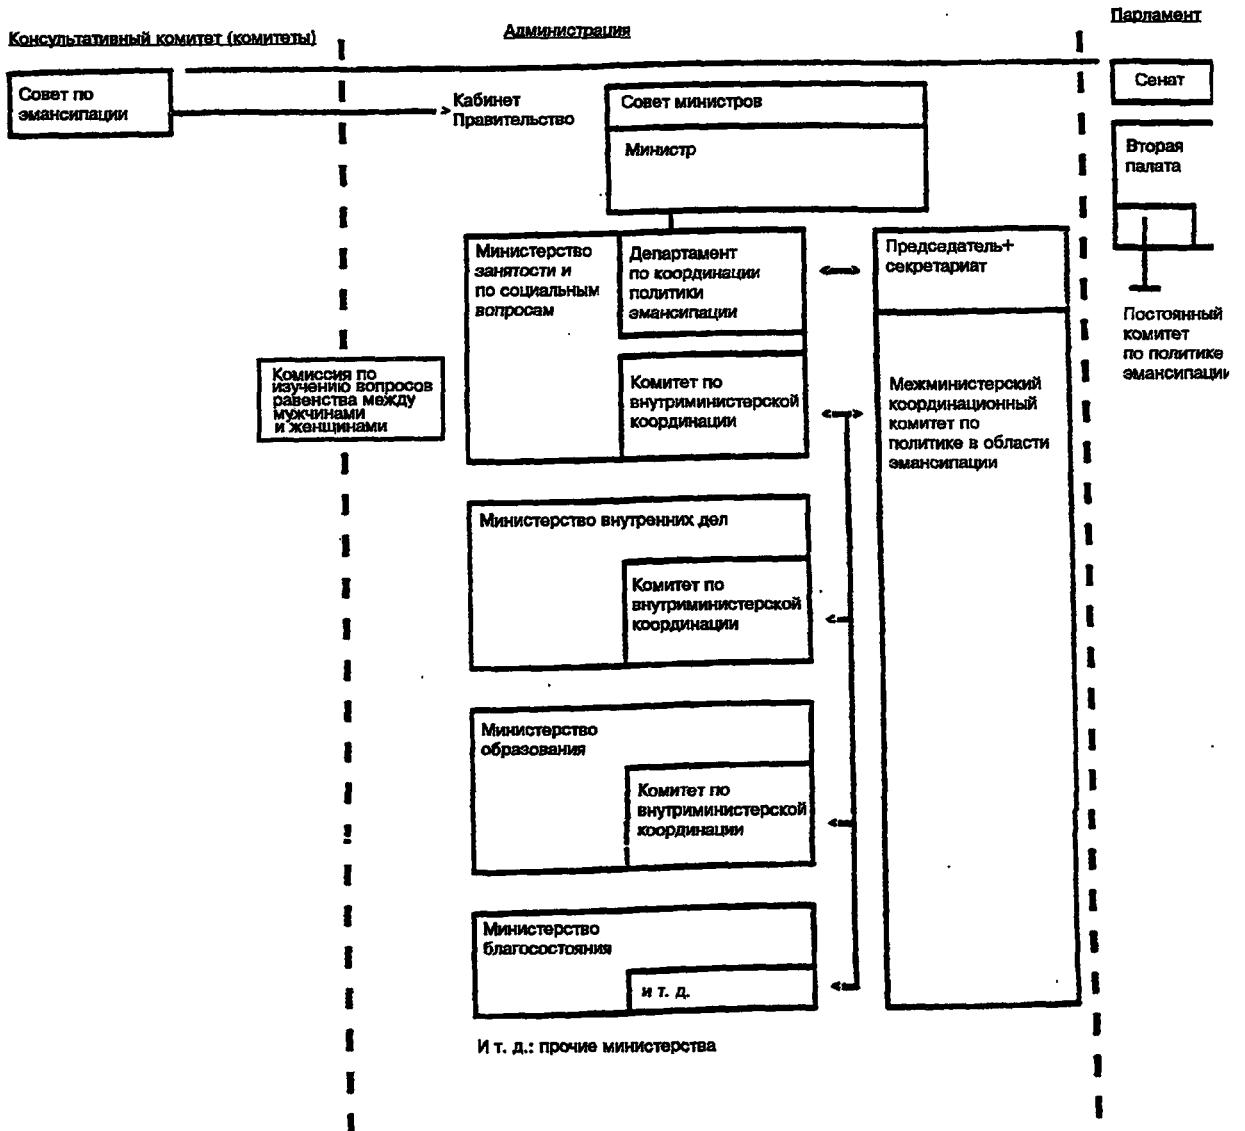 Консультативный комитет (комитеты)
Администрация
Парламент
Совет по
эмансипации
Кабинет
Правительство
Совет министров
Министр
Сенат
Вторая
палата
Постоянный
комитет
по политике
эмансипации
Министерство
занятости и
по социальным
вопросам
Департамент
по координации
политики
эмансипации
Председатель+
секретариат
Комиссия по
изучению вопросов
равенства между
мужчинами
и женщинами
Комитет по
внутриминистерской
координации
Межминистерский
координационный
комитет по
политике в области
эмансипации
Министерство внутренних дел
Комитет по
внутриминистерской
координации
Министерство
образования
Комитет по
внутриминистерской
координации
Министерство
благосостояния
и т. д.
И т. д.: прочие министерства